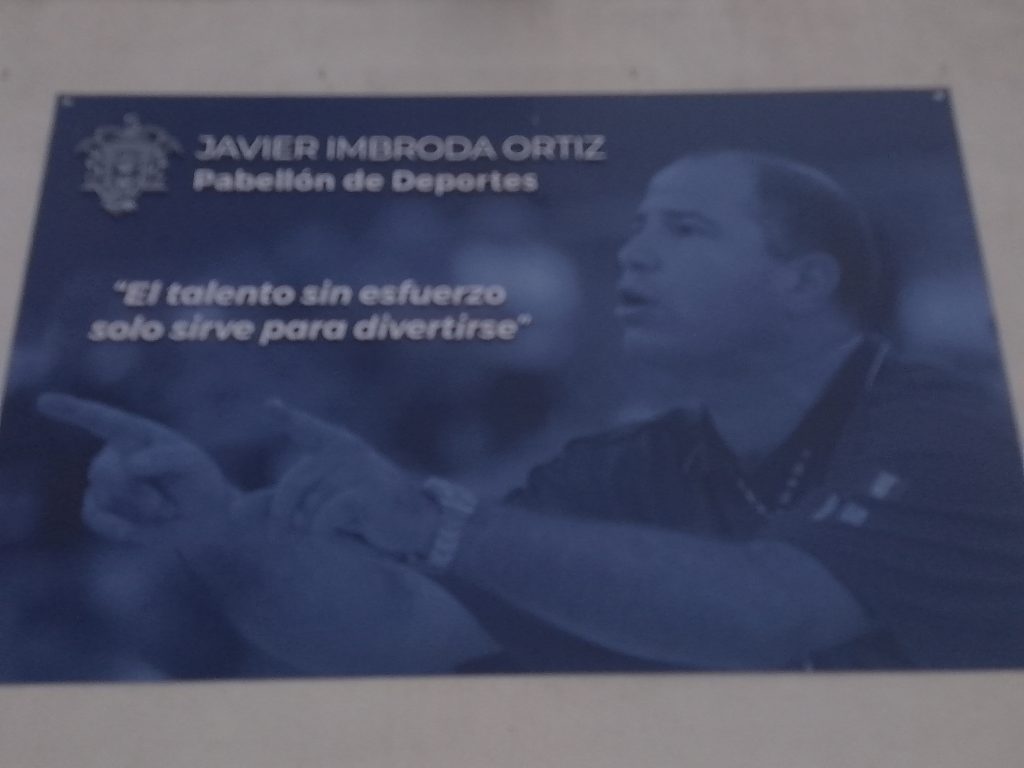 JAVIER IMBRODA ORTIZ
Pabellón de Deportes
"El talento sin esfuerzo
solo sirve para divertirse"